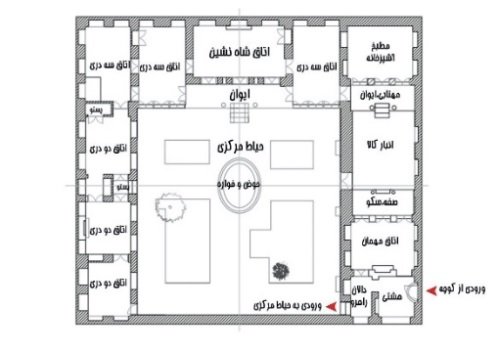 اتاق شاه نشین
مطبخ
آشپزخانه
اتاق سه دری
اتاق سه دری
اتاق سه دری
ایوان
مهتابی-ایوان
پستو
حیاط مرکزی
انبار کالا
اتاق دو دری
پستو
حوض و فواره
صفه-سکو
اتاق دو دری
اتاق مهمان
اتاق دو دری
دالان
راهرو
هشتی
ورودی از کوچه
ورودی به حیاط مرکزی